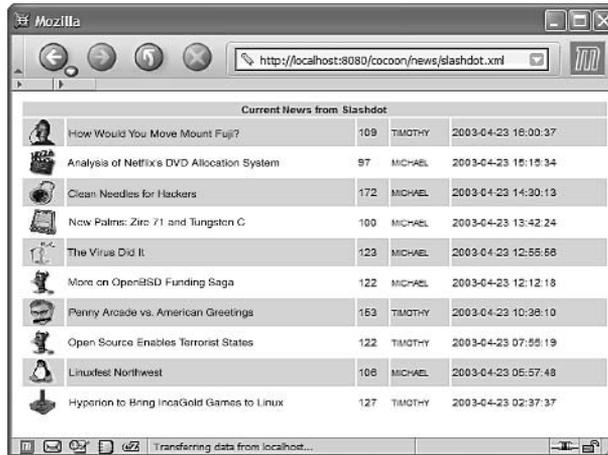 Mozilla
http://localhost:8080/cocoon/news/slashdot.xml
Current News from Slashdot
How Would You Move Mount Fuji? 109 TIMOTHY 2003-04-23 16:00:37
Analysis of Netflix's DVD Allocation System 97 MICHAEL 2003-04-23 15:15:34
Clean Needles for Hackers 172 MICHAEL 2003-04-23 14:30:13
New Palms: Zire 71 and Tungsten C 100 MICHAEL 2003-04-23 13:42:24
The Virus Did It 123 MICHAEL 2003-04-23 12:55:56
More on OpenBSD Funding Saga 122 MICHAEL 2003-04-23 12:12:18
Penny Arcade vs. American Greetings 153 TIMOTHY 2003-04-23 10:36:10
Open Source Enables Terrorist States 122 TIMOTHY 2003-04-23 07:55:19
Linuxfest Northwest 106 MICHAEL 2003-04-23 05:57:48
Hyperion to Bring IncaGold Games to Linux 127 TIMOTHY 2003-04-23 02:37:37
Transferring data from localhost...